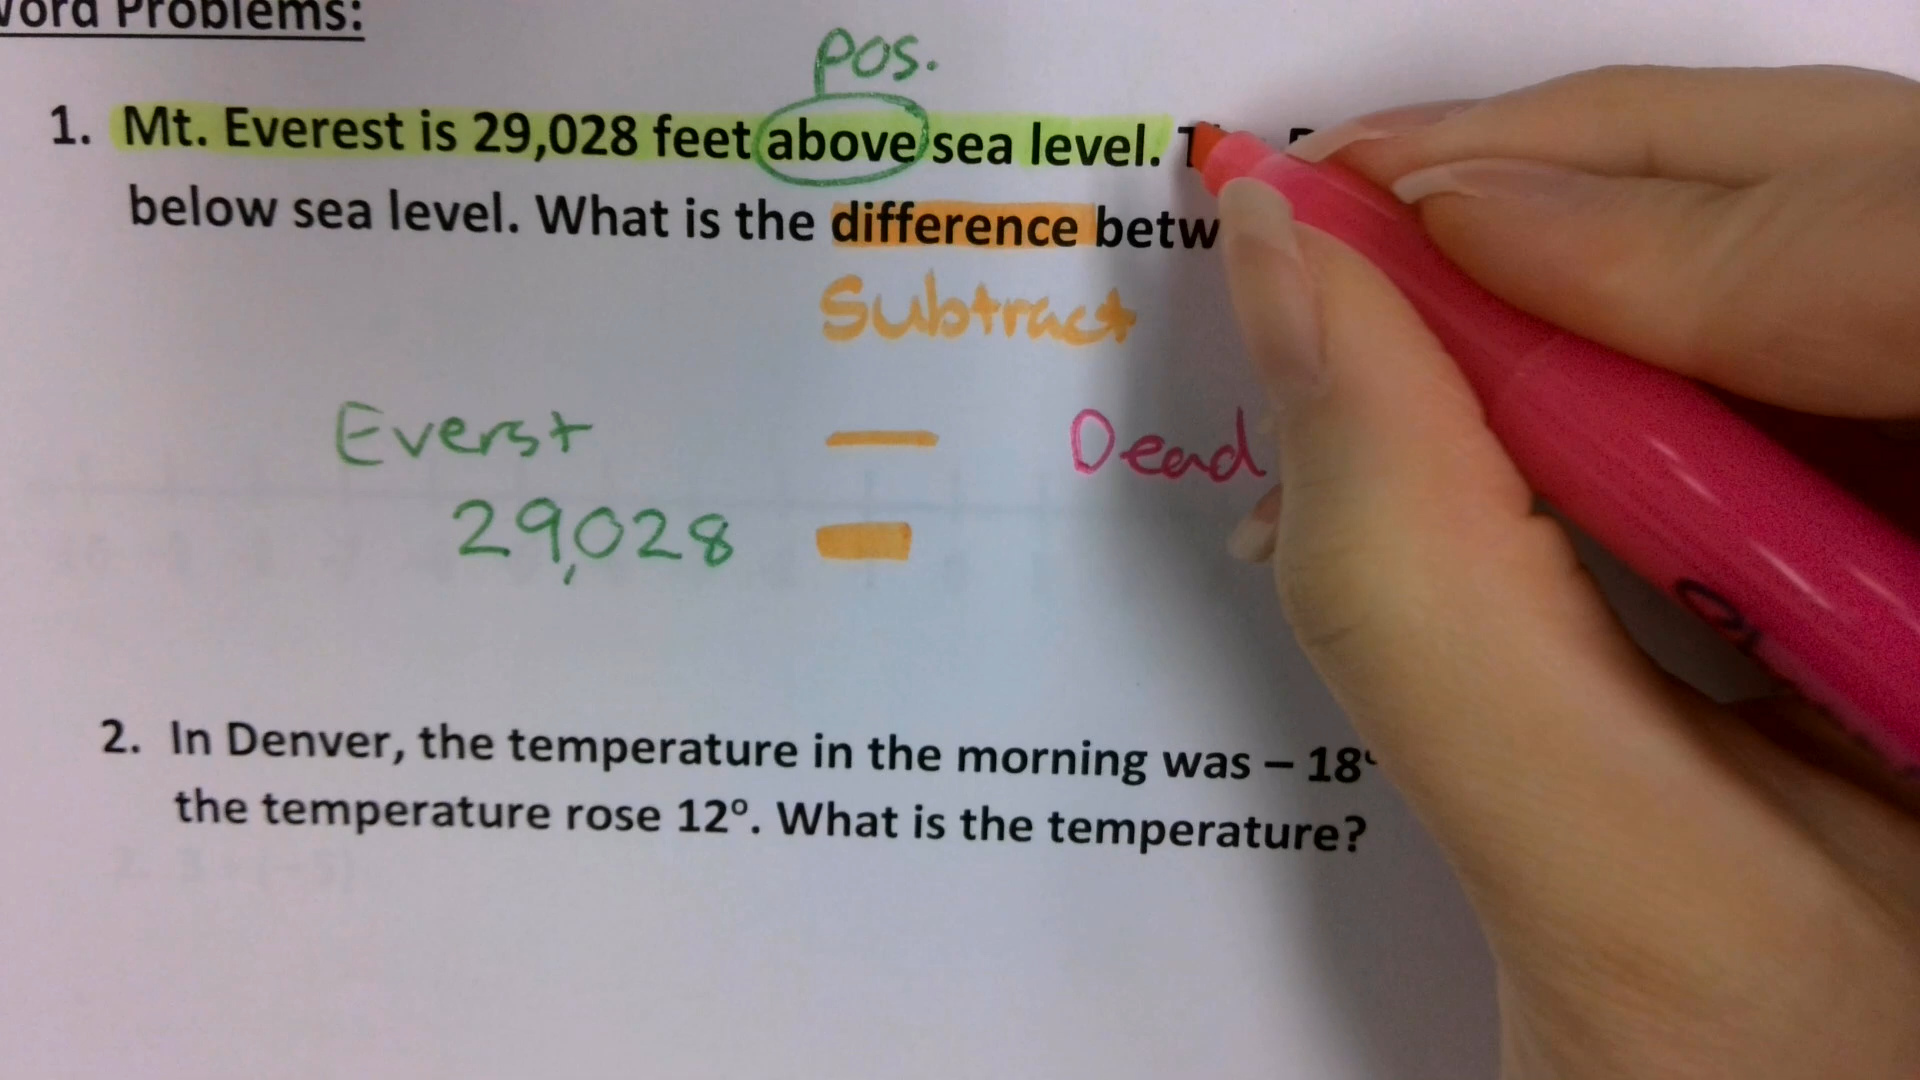 Word Problems:
pos.
1. Mt. Everest is 29,028 feet above sea level.
below sea level. What is the difference betw
Subtract
Everst — Dead
29,028 –
2. In Denver, the temperature in the morning was – 18
the temperature rose 12º. What is the temperature?